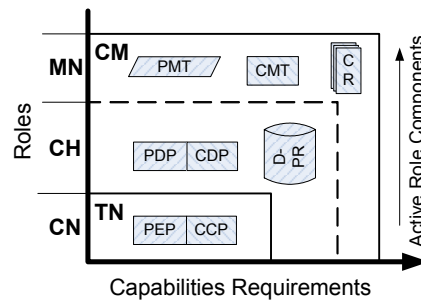 CM
MN
PMT
CMT
C
R
Roles
CH
PDP
CDP
D-
PR
CN
TN
PEP
CCP
Active Role Components
Capabilities Requirements